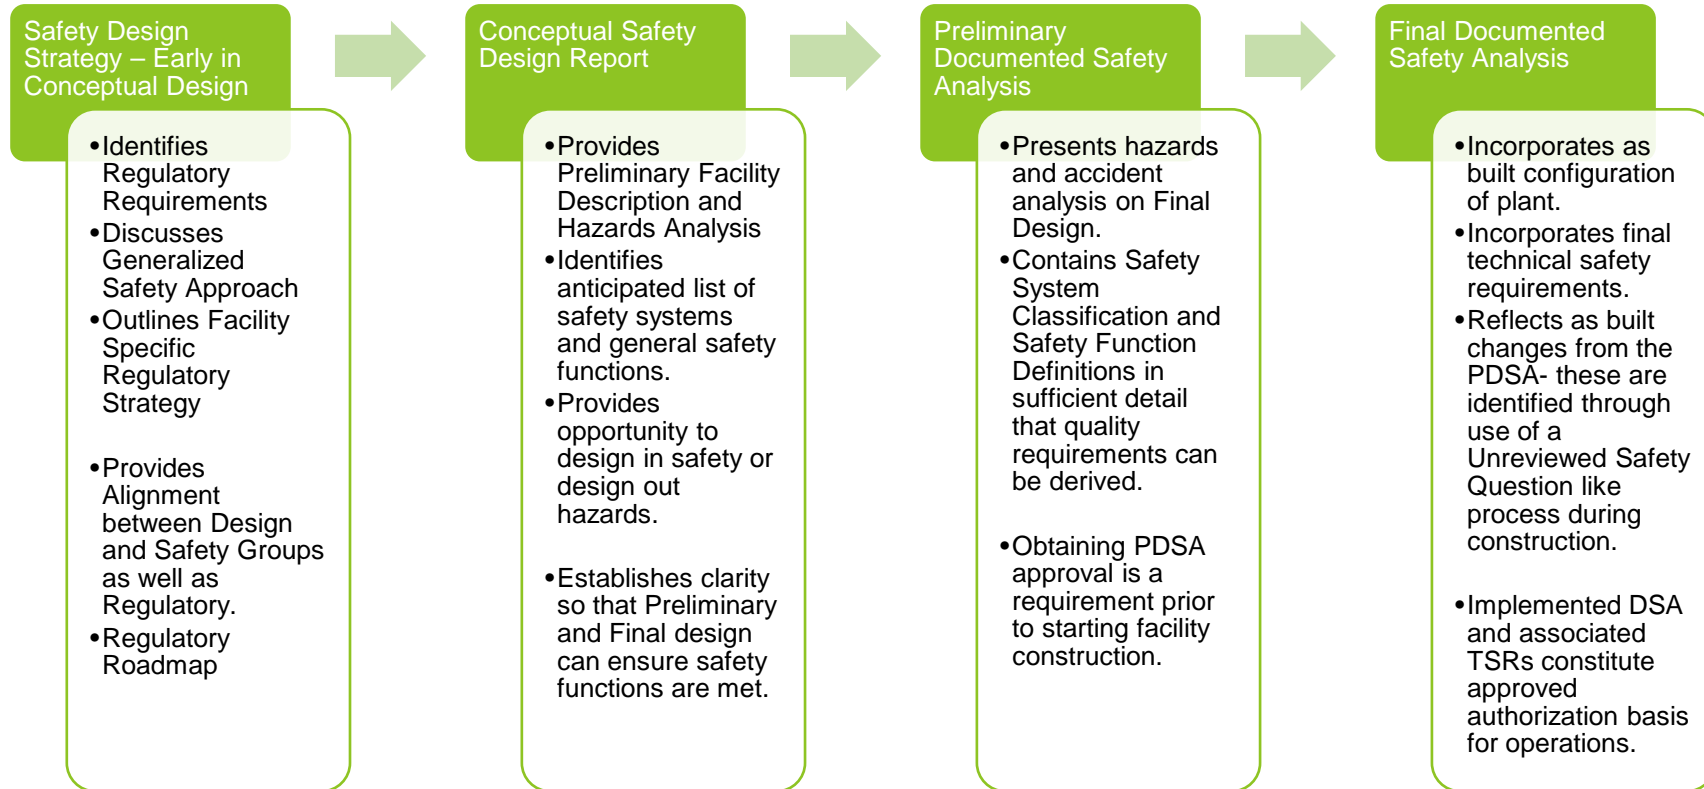 Safety Design
Strategy – Early in
Conceptual Design
•Identifies
Regulatory
Requirements
•Discusses
Generalized
Safety Approach
•Outlines Facility
Specific
Regulatory
Strategy
•Provides
Alignment
between Design
and Safety Groups
as well as
Regulatory.
•Regulatory
Roadmap
Conceptual Safety
Design Report
•Provides
Preliminary Facility
Description and
Hazards Analysis
•Identifies
anticipated list of
safety systems
and general safety
functions.
•Provides
opportunity to
design in safety or
design out
hazards.
•Establishes clarity
so that Preliminary
and Final design
can ensure safety
functions are met.
Preliminary
Documented Safety
Analysis
•Presents hazards
and accident
analysis on Final
Design.
•Contains Safety
System
Classification and
Safety Function
Definitions in
sufficient detail
that quality
requirements can
be derived.
•Obtaining PDSA
approval is a
requirement prior
to starting facility
construction.
Final Documented
Safety Analysis
•Incorporates as
built configuration
of plant.
•Incorporates final
technical safety
requirements.
•Reflects as built
changes from the
PDSA- these are
identified through
use of a
Unreviewed Safety
Question like
process during
construction.
•Implemented DSA
and associated
TSRs constitute
approved
authorization basis
for operations.